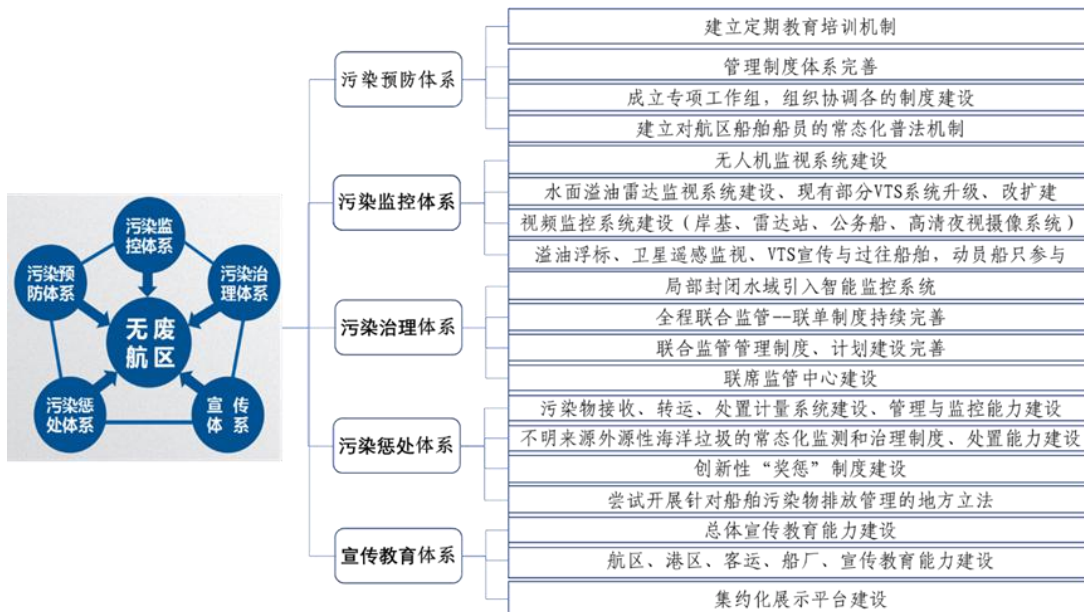 污染监
控体系
污染预
防体系
污染治
理体系
无废
航区
污染惩
处体系
宣传
体系
污染预防体系
建立定期教育培训机制
管理制度体系完善
成立专项工作组，组织协调各的制度建设
建立对航区船舶船员的常态化普法机制
污染监控体系
无人机监视系统建设
水面溢油雷达监视系统建设、现有部分VTS系统升级、改扩建
视频监控系统建设（岸基、雷达站、公务船、高清夜视摄像系统）
溢油浮标、卫星遥感监视、VTS宣传与过往船舶，动员船只参与
污染治理体系
局部封闭水域引入智能监控系统
全程联合监管--联单制度持续完善
联合监管管理制度、计划建设完善
联席监管中心建设
污染惩处体系
污染物接收、转运、处置计量系统建设、管理与监控能力建设
不明来源外源性海洋垃圾的常态化监测和治理制度、处置能力建设
创新性“奖惩”制度建设
尝试开展针对船舶污染物排放管理的地方立法
宣传教育体系
总体宣传教育能力建设
航区、港区、客运、船厂、宣传教育能力建设
集约化展示平台建设